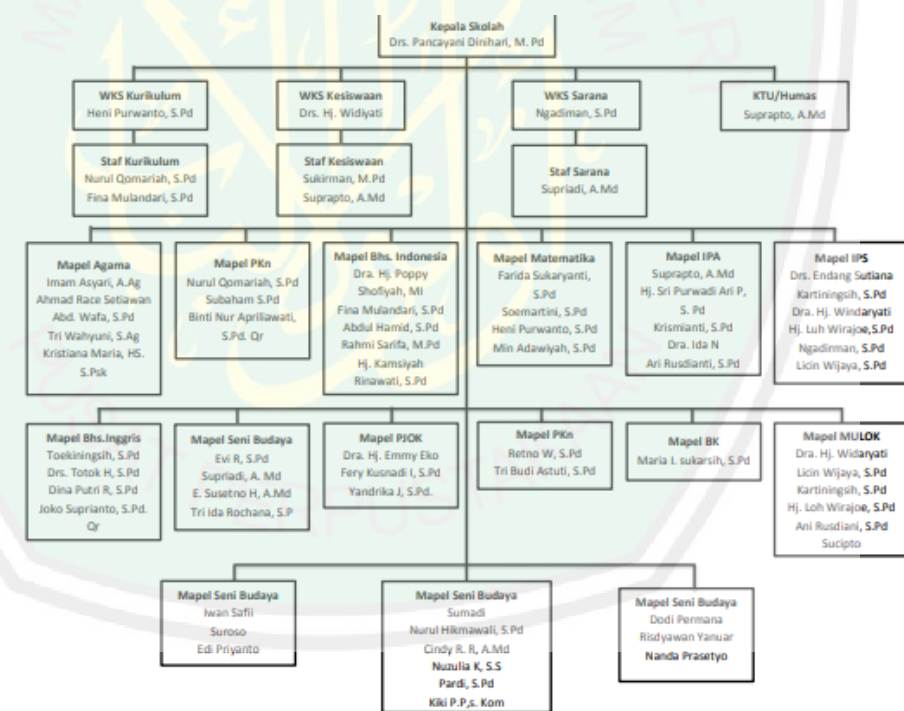 Kepala Skolah
Drs. Pancayani Dinihari, M. Pd
WKS Kurikulum
Heni Purwanto, S.Pd
WKS Kesiswaan
Drs. Hj. Widiyati
WKS Sarana
Ngadiman, S.Pd
KTU/Humas
Suprapto, A.Md
Staf Kurikulum
Nurul Qomariah, S.Pd
Fina Mulandari, S.Pd
Staf Kesiswaan
Sukirman, M.Pd
Suprapto, A.Md
Staf Sarana
Supriadi, A.Md
Mapel Agama
Imam Asyari, A.Ag
Ahmad Race Setiawan
Abd. Wafa, S.Pd
Tri Wahyuni, S.Ag
Kristiana Maria, HS.
S.Psk
Mapel PKn
Nurul Qomariah, S.Pd
Subaham S.Pd
Binti Nur Apriliawati,
S.Pd. Qr
Mapel Bhs. Indonesia
Dra. Hj. Poppy
Shofiyah, MI
Fina Mulandari, S.Pd
Abdul Hamid, S.Pd
Rahmi Sarifa, M.Pd
Hj. Kamsiyah
Rinawati, S.Pd
Mapel Matematika
Farida Sukaryanti,
S.Pd
Soemartini, S.Pd
Heni Purwanto, S.Pd
Min Adawiyah, S.Pd
Mapel IPA
Suprapto, A.Md
Hj. Sri Purwadi Ari P,
S. Pd
Krismianti, S.Pd
Dra. Ida N
Ari Rusdianti, S.Pd
Mapel IPS
Drs. Endang Sutiana
Kartiningsih, S.Pd
Dra. Hj. Windaryati
Hj. Luh Wirajoe,S.Pd
Ngadirman, S.Pd
Licin Wijaya, S.Pd
Mapel Bhs.Inggris
Toekiningsih, S.Pd
Drs. Totok H, S.Pd
Dina Putri R, S.Pd
Joko Suprianto, S.Pd.
Qr
Mapel Seni Budaya
Evi R, S.Pd
Supriadi, A. Md
E. Susetno H, A.Md
Tri Ida Rochana, S.P
Mapel PJOK
Dra. Hj. Emmy Eko
Fery Kusnadi I, S.Pd
Yandrika J, S.Pd.
Mapel PKn
Retno W, S.Pd
Tri Budi Astuti, S.Pd
Mapel BK
Maria I. sukarsih, S.Pd
Mapel MULOK
Dra. Hj. Widaryati
Licin Wijaya, S.Pd
Kartiningsih, S.Pd
Hj. Loh Wirajoe, S.Pd
Ani Rusdiani, S.Pd
Sucipto
Mapel Seni Budaya
Iwan Safii
Suroso
Edi Priyanto
Mapel Seni Budaya
Sumadi
Nurul Hikmawali, S.Pd
Cindy R. R, A.Md
Nuzulia K, S.S
Pardi, S.Pd
Kiki P.P,s. Kom
Mapel Seni Budaya
Dodi Permana
Risdyawan Yanuar
Nanda Prasetyo